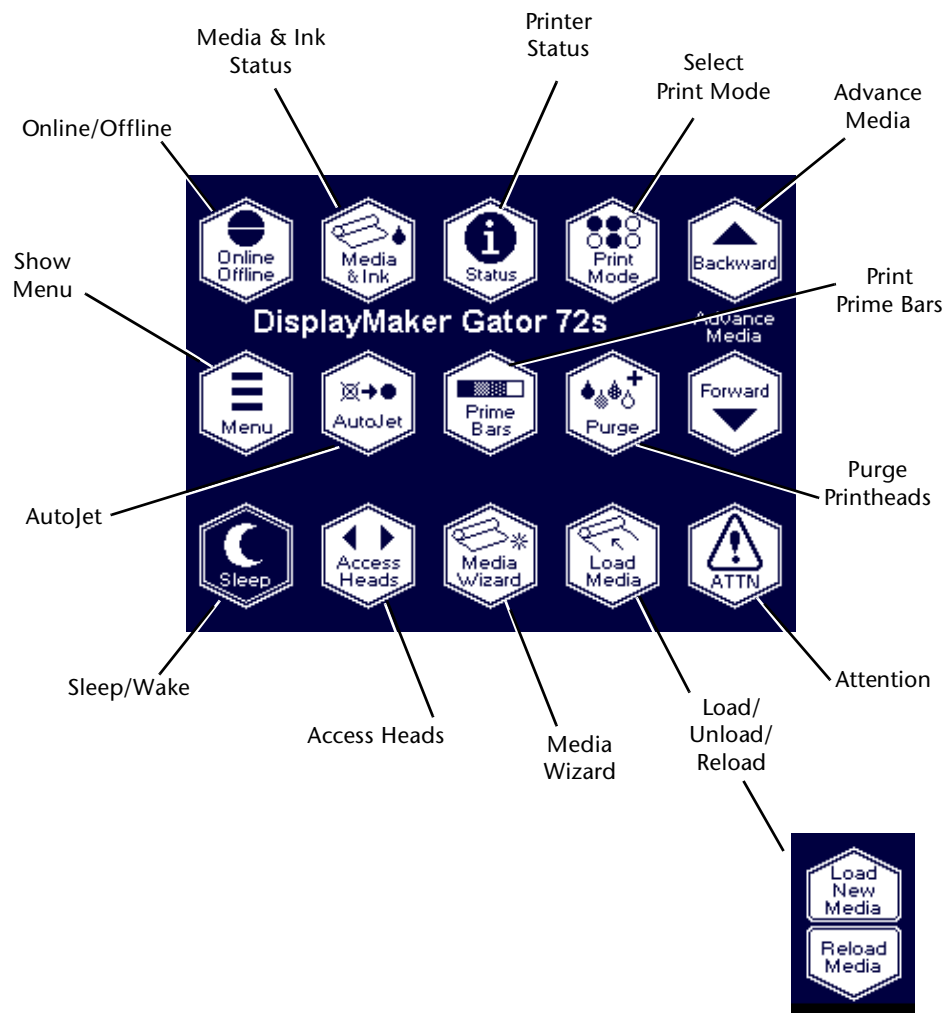 Printer
Status
Media & Ink
Status
Select
Print Mode
Advance
Media
Online/Offline
Online
Offline
Media
& Ink
Status
Print
Mode
Backward
Show
Menu
Print
Prime Bars
DisplayMaker Gator 72s
Advance
Media
Menu
AutoJet
Prime
Bars
Purge
Forward
Purge
Printheads
AutoJet
Sleep
Access
Heads
Media
Wizard
Load
Media
ATTN
Sleep/Wake
Attention
Access Heads
Media
Wizard
Load/
Unload/
Reload
Load
New
Media
Reload
Media